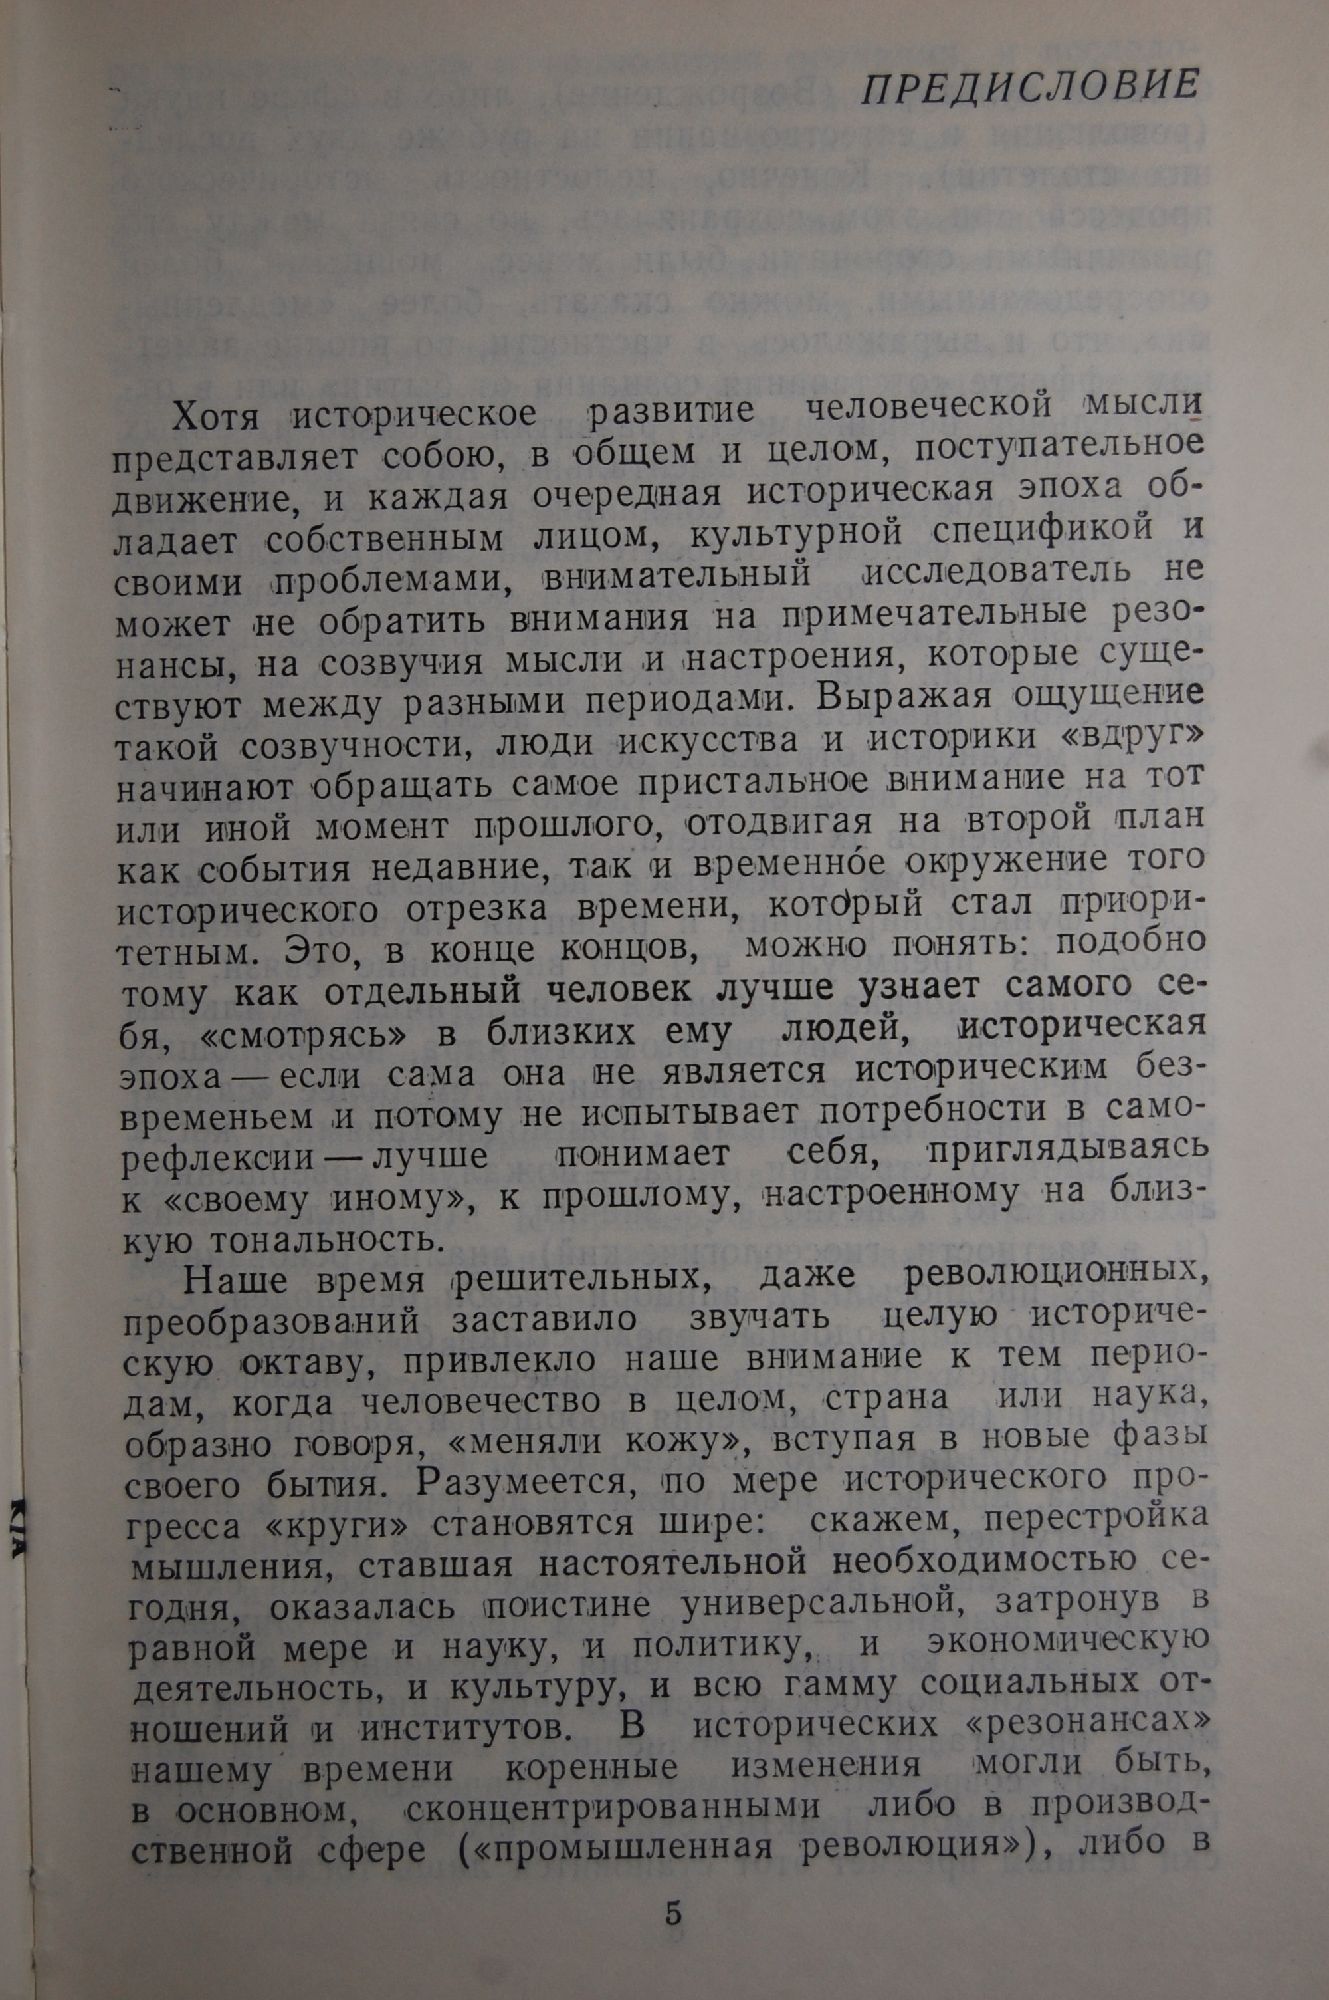 ПРЕДИСЛОВИЕ
Хотя историческое развитие человеческой мысли
представляет собою, в общем и целом, поступательное
движение, и каждая очередная историческая эпоха об-
ладает собственным лицом, культурной спецификой и
своими проблемами, внимательный исследователь не
может не обратить внимания на примечательные резо-
нансы, на созвучия мысли и настроения, которые суще-
ствуют между разными периодами. Выражая ощущение
такой созвучности, люди искусства и историки «вдруг»
начинают обращать самое пристальное внимание на тот
или иной момент прошлого, отодвигая на второй план
как события недавние, так и временно́е окружение того
исторического отрезка времени, который стал приори-
тетным. Это, в конце концов, можно понять: подобно
тому как отдельный человек лучше узнает самого се-
бя, «смотрясь» в близких ему людей, историческая
эпоха — если сама она не является историческим без-
временьем и потому не испытывает потребности в само-
рефлексии — лучше понимает себя, приглядываясь
к «своему иному», к прошлому, настроенному на близ-
кую тональность.
Наше время решительных, даже революционных,
преобразований заставило звучать целую историче-
скую октаву, привлекло наше внимание к тем перио-
дам, когда человечество в целом, страна или наука,
образно говоря, «меняли кожу», вступая в новые фазы
своего бытия. Разумеется, по мере исторического про-
гресса «круги» становятся шире: скажем, перестройка
мышления, ставшая настоятельной необходимостью се-
годня, оказалась поистине универсальной, затронув в
равной мере и науку, и политику, и экономическую
деятельность, и культуру, и всю гамму социальных от-
ношений и институтов. В исторических «резонансах»
нашему времени коренные изменения могли быть,
в основном, сконцентрированными либо в производ-
ственной сфере («промышленная революция»), либо в
5